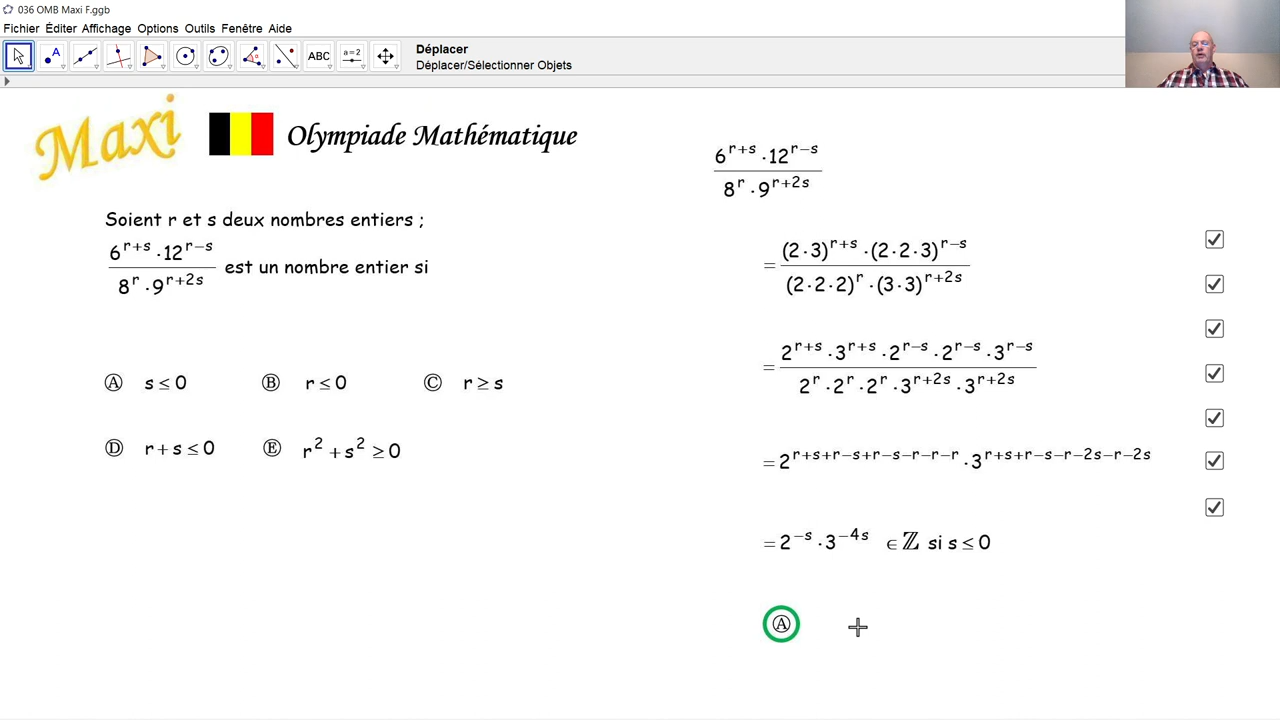 036 OMB Maxi F.ggb
Fichier Éditer Affichage Options Outils Fenêtre Aide
A ABC a=2 Déplacer
Déplacer/Sélectionner Objets
Maxi Olympiade Mathématique
Soient r et s deux nombres entiers ;
6^{r+s} · 12^{r−s} / 8^r · 9^{r+2s} est un nombre entier si
Ⓐ s ≤ 0 Ⓑ r ≤ 0 Ⓒ r ≥ s
Ⓓ r + s ≤ 0 Ⓔ r² + s² ≥ 0
6^{r+s} · 12^{r−s} / 8^r · 9^{r+2s}
= (2·3)^{r+s} · (2·2·3)^{r−s} / (2·2·2)^r · (3·3)^{r+2s}
= 2^{r+s} · 3^{r+s} · 2^{r−s} · 2^{r−s} · 3^{r−s} / 2^r · 2^r · 2^r · 3^{r+2s} · 3^{r+2s}
= 2^{r+s+r−s+r−s−r−r−r} · 3^{r+s+r−s−r−2s−r−2s}
= 2^{−s} · 3^{−4s} ∈ ℤ si s ≤ 0
Ⓐ